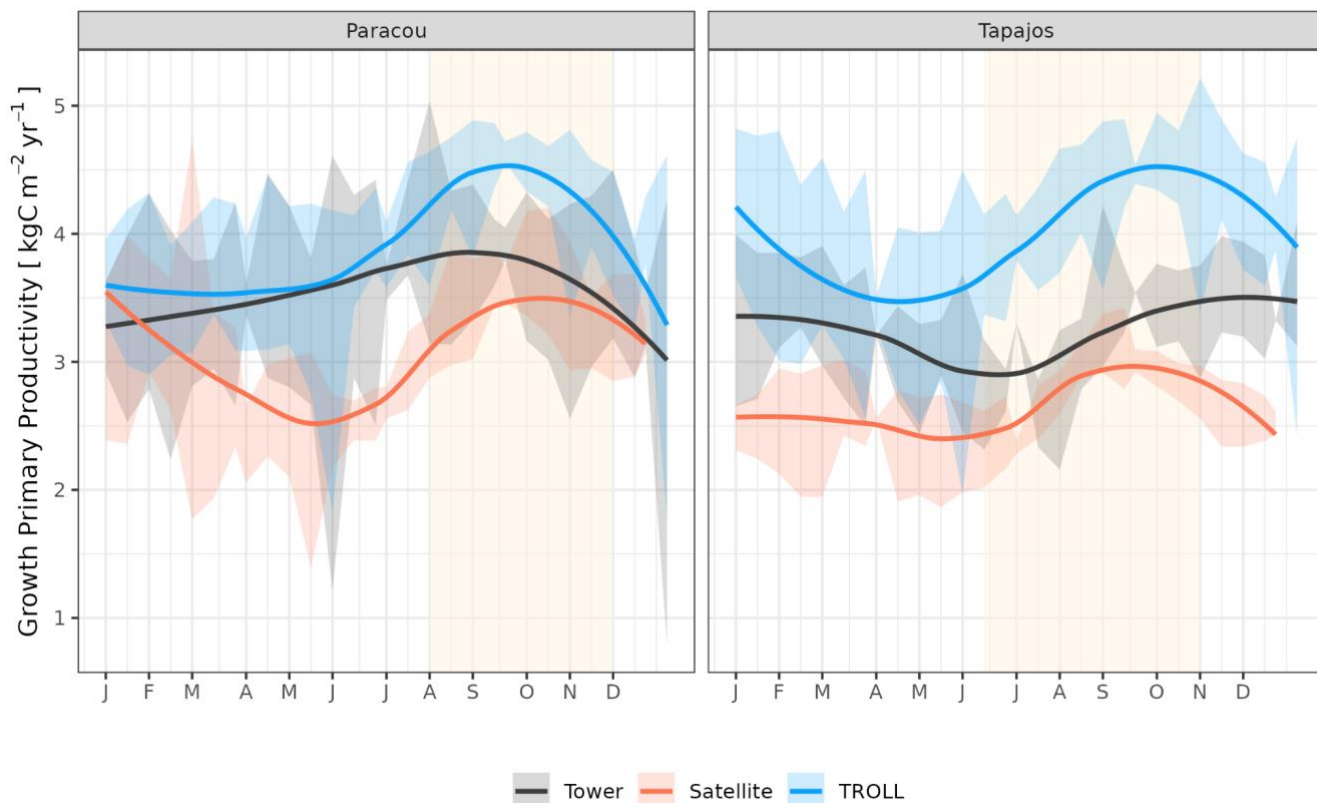 Paracou
Tapajos
Growth Primary Productivity [ kgC m⁻² yr⁻¹ ]
5
4
3
2
1
J F M A M J J A S O N D
J F M A M J J A S O N D
Tower Satellite TROLL